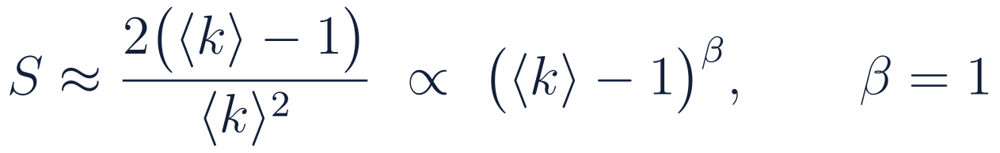 S ≈ 2(⟨k⟩ − 1) / ⟨k⟩² ∝ (⟨k⟩ − 1)^β, β = 1